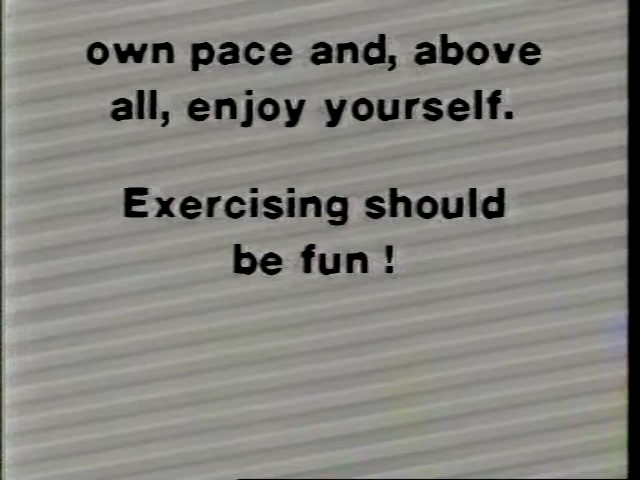 own pace and, above
all, enjoy yourself.
Exercising should
be fun !